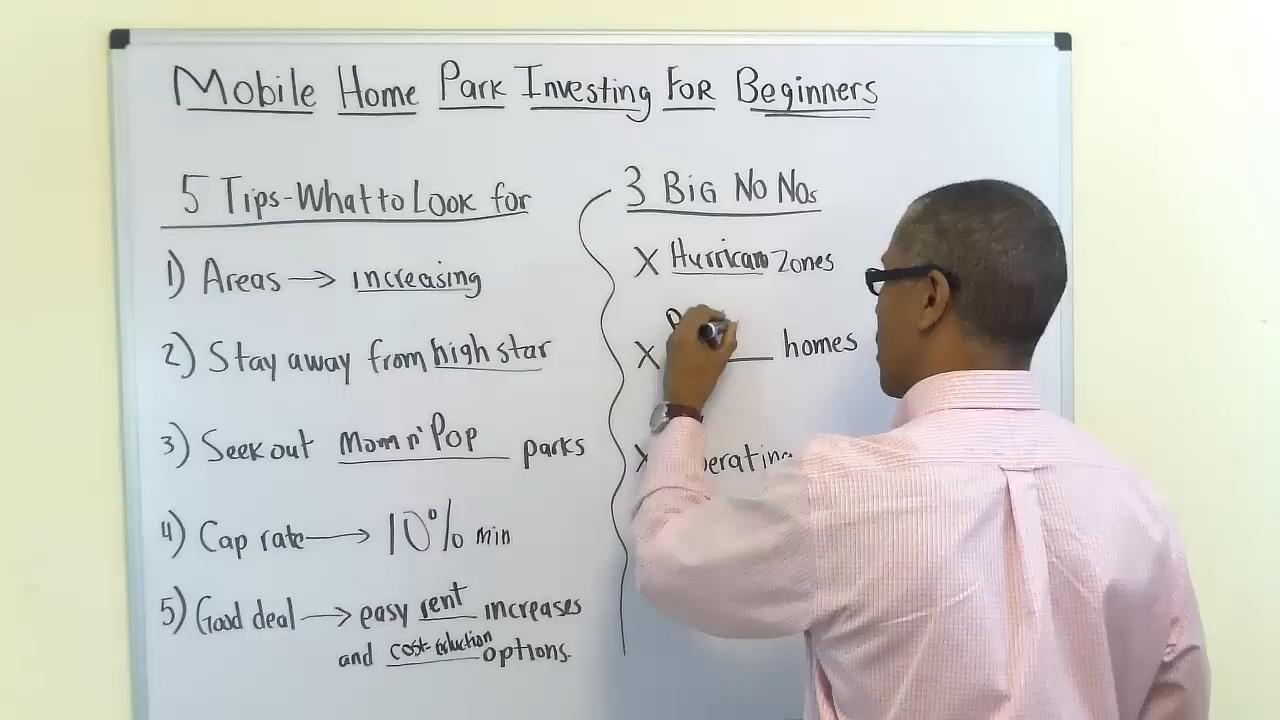 Mobile Home Park Investing For Beginners
5 Tips-What to Look for
1) Areas → increasing
2) Stay away from high star
3) Seek out Mom n' Pop parks
4) Cap rate → 10% min
5) Good deal → easy rent increases
and cost-eduction options.
3 Big No Nos
X Hurrican Zones
X homes
X